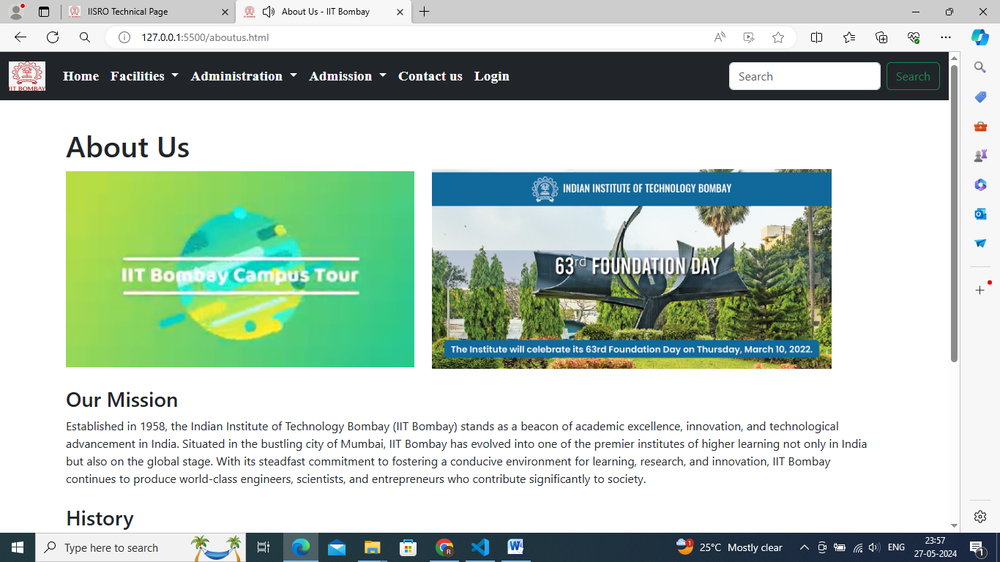 IISRO Technical Page
About Us - IIT Bombay
127.0.0.1:5500/aboutus.html
IIT BOMBAY
Home Facilities Administration Admission Contact us Login
Search Search
About Us
IIT Bombay Campus Tour
INDIAN INSTITUTE OF TECHNOLOGY BOMBAY
63rd FOUNDATION DAY
The Institute will celebrate its 63rd Foundation Day on Thursday, March 10, 2022.
Our Mission
Established in 1958, the Indian Institute of Technology Bombay (IIT Bombay) stands as a beacon of academic excellence, innovation, and technological
advancement in India. Situated in the bustling city of Mumbai, IIT Bombay has evolved into one of the premier institutes of higher learning not only in India
but also on the global stage. With its steadfast commitment to fostering a conducive environment for learning, research, and innovation, IIT Bombay
continues to produce world-class engineers, scientists, and entrepreneurs who contribute significantly to society.
History
Type here to search
1
25°C Mostly clear
ENG
23:57
27-05-2024
1